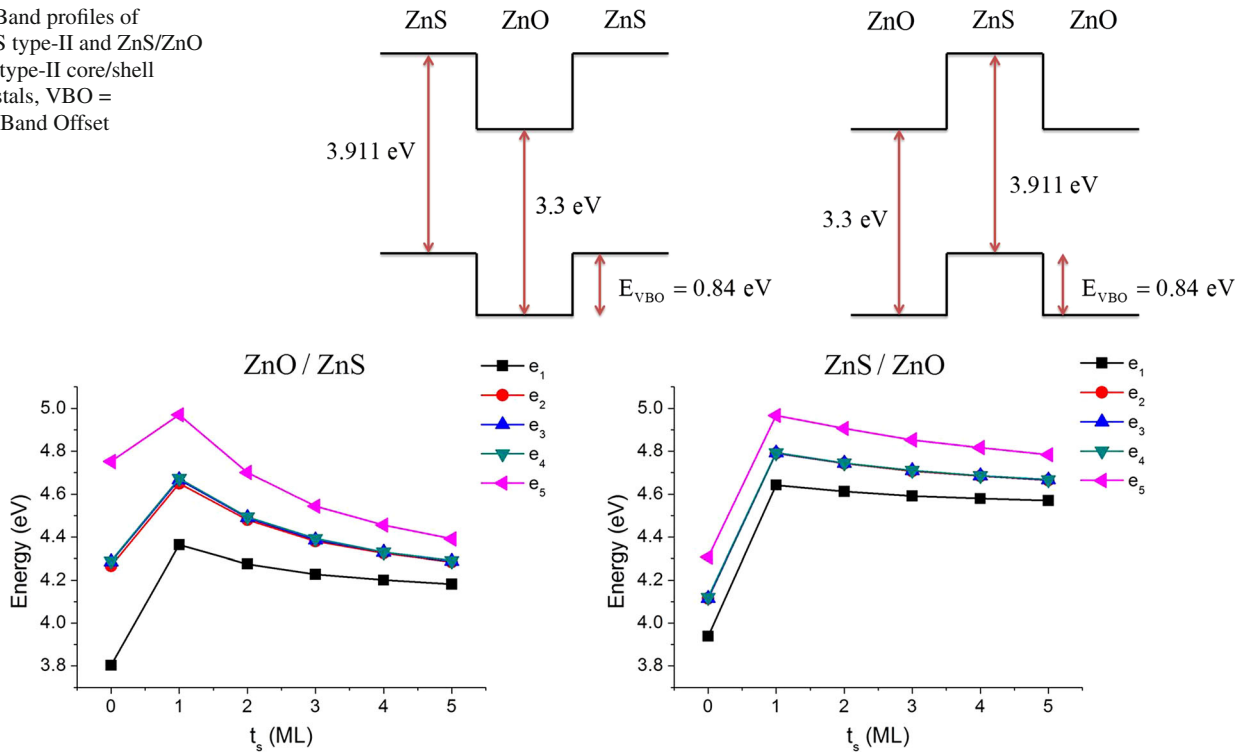 Band profiles of
S type-II and ZnS/ZnO
type-II core/shell
stals, VBO =
Band Offset
ZnS ZnO ZnS
3.911 eV
3.3 eV
E_VBO = 0.84 eV
ZnO ZnS ZnO
3.3 eV
3.911 eV
E_VBO = 0.84 eV
ZnO / ZnS
e_1
e_2
e_3
e_4
e_5
Energy (eV)
5.0
4.8
4.6
4.4
4.2
4.0
3.8
0 1 2 3 4 5
t_s (ML)
ZnS / ZnO
e_1
e_2
e_3
e_4
e_5
Energy (eV)
5.0
4.8
4.6
4.4
4.2
4.0
3.8
0 1 2 3 4 5
t_s (ML)